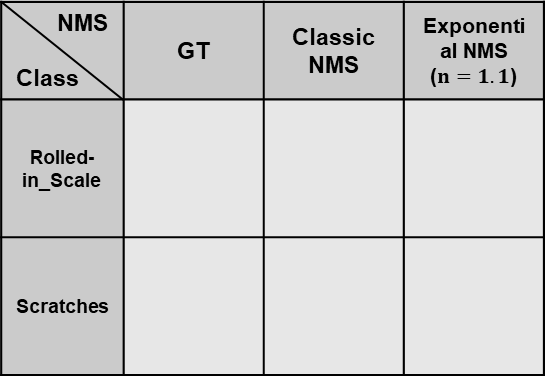 NMS
Class
GT
Classic
NMS
Exponenti
al NMS
(n = 1.1)
Rolled-
in_Scale
Scratches